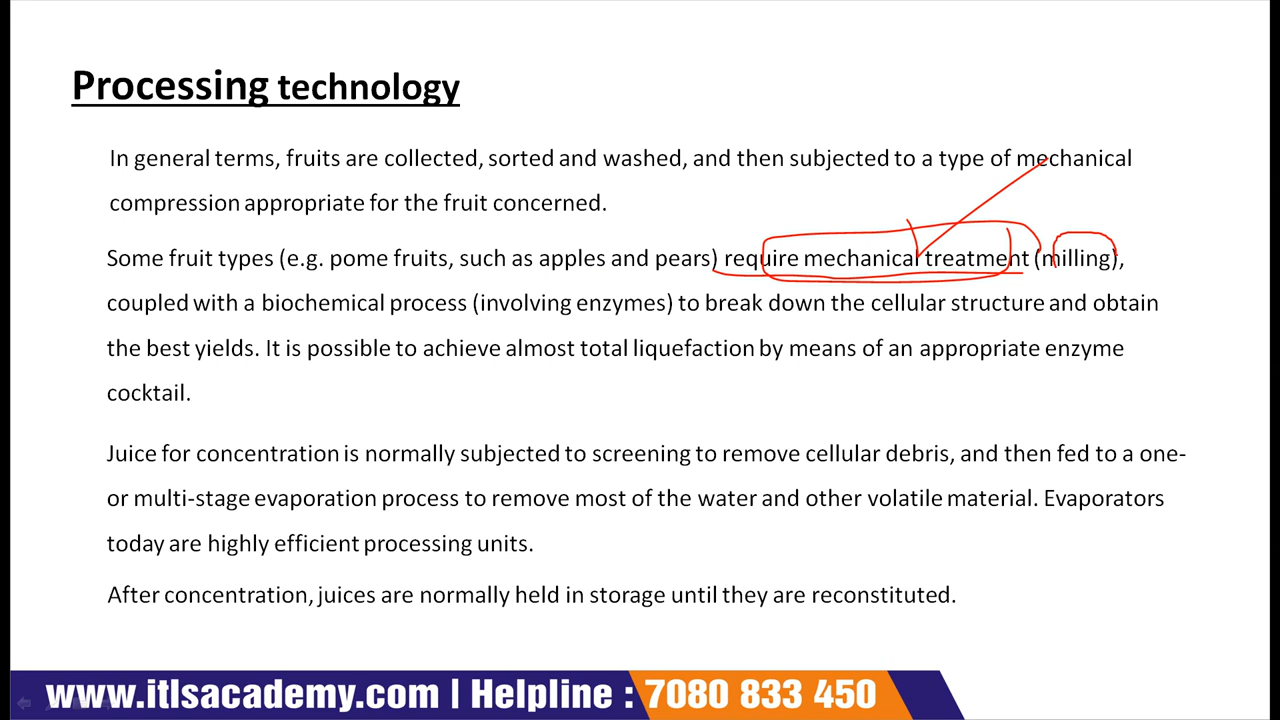 Processing technology
In general terms, fruits are collected, sorted and washed, and then subjected to a type of mechanical
compression appropriate for the fruit concerned.
Some fruit types (e.g. pome fruits, such as apples and pears) require mechanical treatment (milling),
coupled with a biochemical process (involving enzymes) to break down the cellular structure and obtain
the best yields. It is possible to achieve almost total liquefaction by means of an appropriate enzyme
cocktail.
Juice for concentration is normally subjected to screening to remove cellular debris, and then fed to a one-
or multi-stage evaporation process to remove most of the water and other volatile material. Evaporators
today are highly efficient processing units.
After concentration, juices are normally held in storage until they are reconstituted.
www.itlsacademy.com | Helpline : 7080 833 450